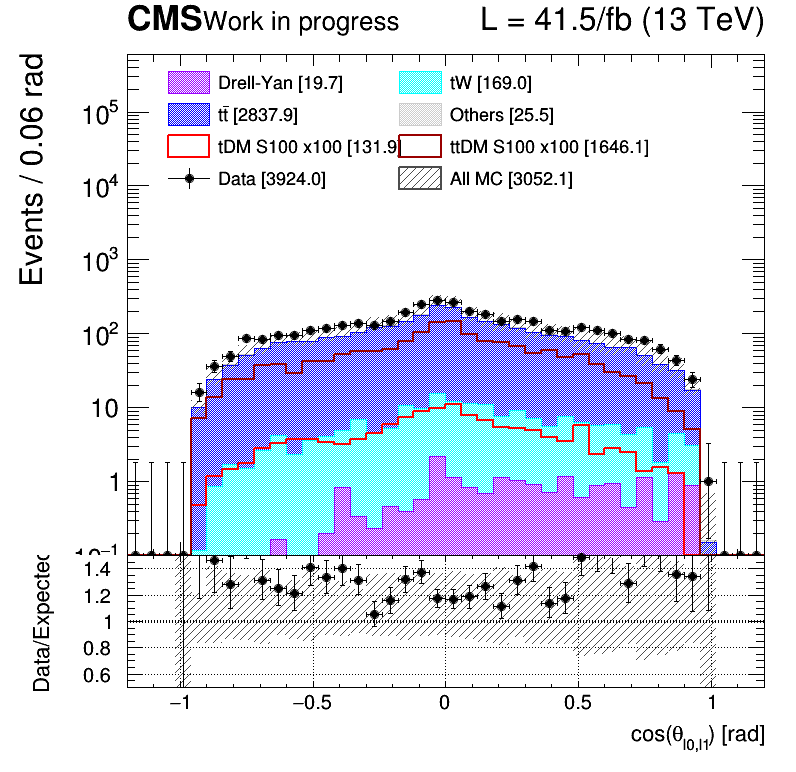 CMS Work in progress L = 41.5/fb (13 TeV)
Events / 0.06 rad
Drell-Yan [19.7] tW [169.0]
tt̄ [2837.9] Others [25.5]
tDM S100 x100 [131.9] ttDM S100 x100 [1646.1]
Data [3924.0] All MC [3052.1]
10⁵
10⁴
10³
10²
10
1
10⁻¹
Data/Expected
1.4
1.2
1
0.8
0.6
−1 −0.5 0 0.5 1
cos(θ_l0,l1) [rad]